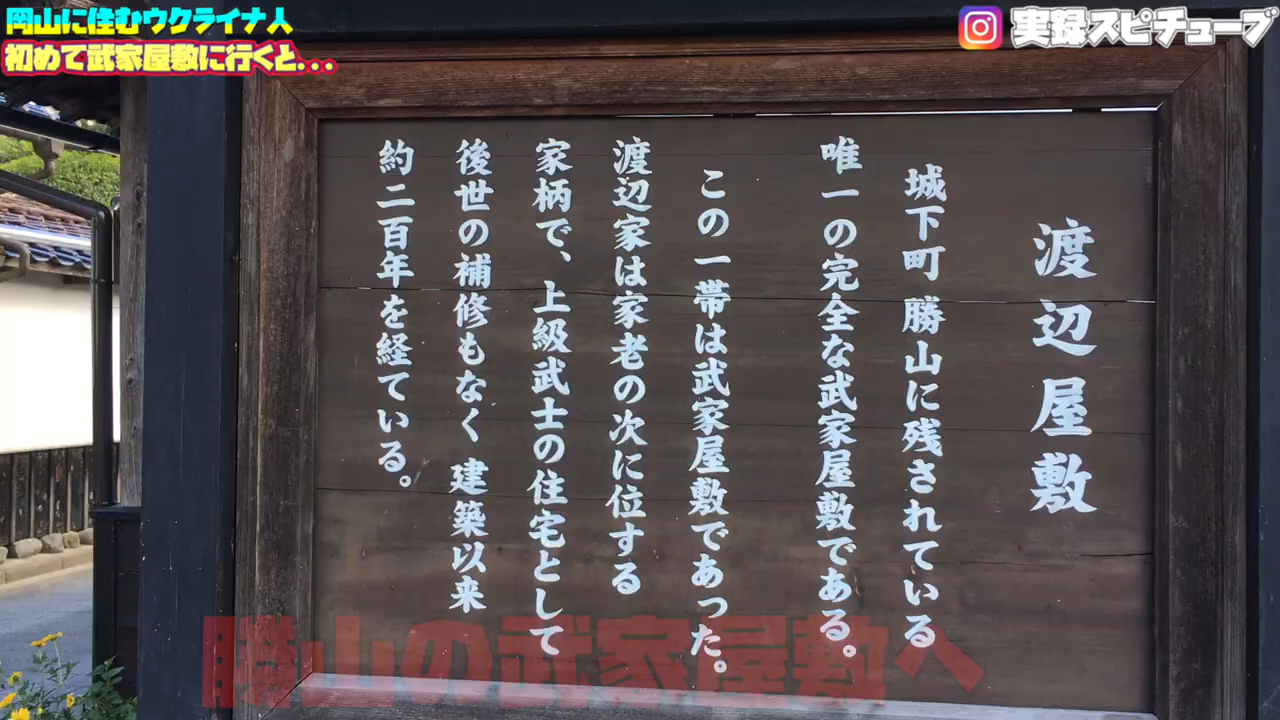 岡山に住むウクライナ人
初めて武家屋敷に行くと...
実録スピチューブ
渡辺屋敷
城下町 勝山に残されている
唯一の完全な武家屋敷である。
この一帯は武家屋敷であった。
渡辺家は家老の次に位する
家柄で、上級武士の住宅として
後世の補修もなく 建築以来
約二百年を経ている。
勝山の武家屋敷へ